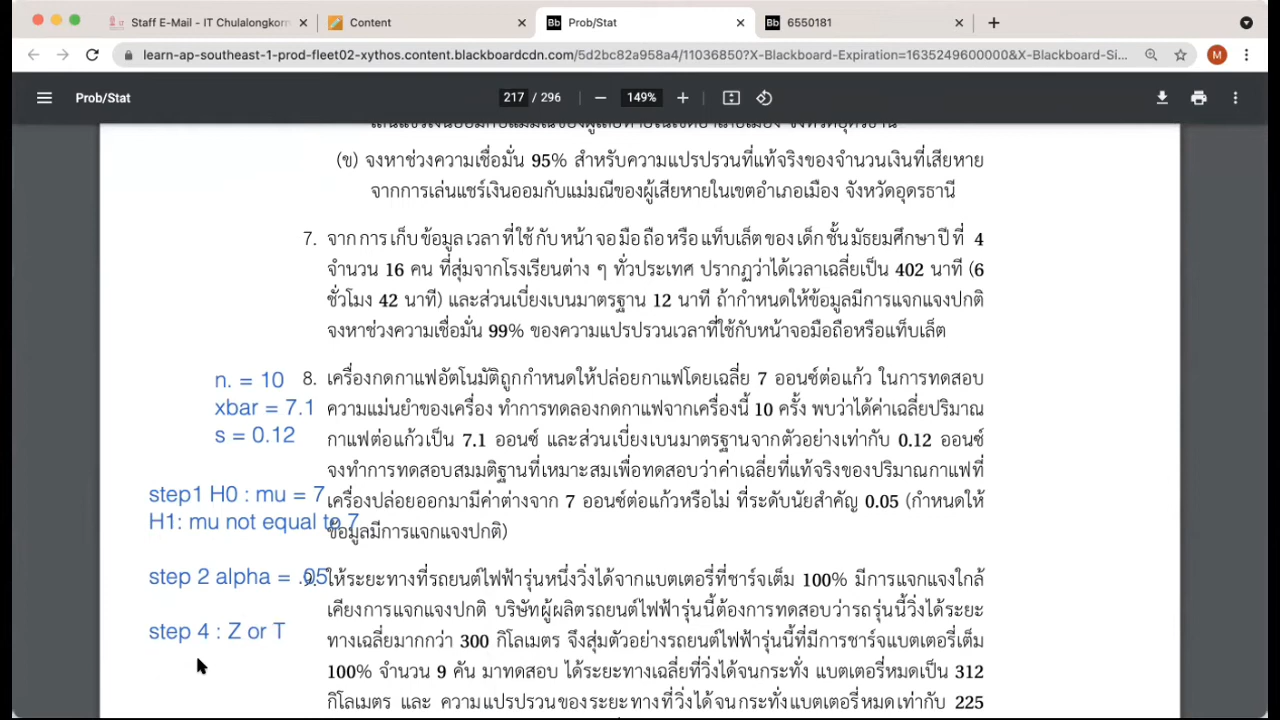 Staff E-Mail - IT Chulalongkorn
Content
Prob/Stat
6550181
learn-ap-southeast-1-prod-fleet02-xythos.content.blackboardcdn.com/5d2bc82a958a4/11036850?X-Blackboard-Expiration=1635249600000&X-Blackboard-Si...
M
Prob/Stat
217 / 296
149%
(ข) จงหาช่วงความเชื่อมั่น 95% สำหรับความแปรปรวนที่แท้จริงของจำนวนเงินที่เสียหาย
จากการเล่นแชร์เงินออมกับแม่มณีของผู้เสียหายในเขตอำเภอเมือง จังหวัดอุดรธานี
7. จากการเก็บข้อมูลเวลาที่ใช้กับหน้าจอมือถือหรือแท็บเล็ตของเด็กชั้นมัธยมศึกษาปีที่ 4
จำนวน 16 คน ที่สุ่มจากโรงเรียนต่าง ๆ ทั่วประเทศ ปรากฏว่าได้เวลาเฉลี่ยเป็น 402 นาที (6
ชั่วโมง 42 นาที) และส่วนเบี่ยงเบนมาตรฐาน 12 นาที ถ้ากำหนดให้ข้อมูลมีการแจกแจงปกติ
จงหาช่วงความเชื่อมั่น 99% ของความแปรปรวนเวลาที่ใช้กับหน้าจอมือถือหรือแท็บเล็ต
n. = 10
xbar = 7.1
s = 0.12
8. เครื่องกดกาแฟอัตโนมัติถูกกำหนดให้ปล่อยกาแฟโดยเฉลี่ย 7 ออนซ์ต่อแก้ว ในการทดสอบ
ความแม่นยำของเครื่อง ทำการทดลองกดกาแฟจากเครื่องนี้ 10 ครั้ง พบว่าได้ค่าเฉลี่ยปริมาณ
กาแฟต่อแก้วเป็น 7.1 ออนซ์ และส่วนเบี่ยงเบนมาตรฐานจากตัวอย่างเท่ากับ 0.12 ออนซ์
จงทำการทดสอบสมมติฐานที่เหมาะสมเพื่อทดสอบว่าค่าเฉลี่ยที่แท้จริงของปริมาณกาแฟที่
เครื่องปล่อยออกมามีค่าต่างจาก 7 ออนซ์ต่อแก้วหรือไม่ ที่ระดับนัยสำคัญ 0.05 (กำหนดให้
ข้อมูลมีการแจกแจงปกติ)
step1 H0 : mu = 7
H1: mu not equal to 7
step 2 alpha = .05
step 4 : Z or T
9. ให้ระยะทางที่รถยนต์ไฟฟ้ารุ่นหนึ่งวิ่งได้จากแบตเตอรี่ที่ชาร์จเต็ม 100% มีการแจกแจงใกล้
เคียงการแจกแจงปกติ บริษัทผู้ผลิตรถยนต์ไฟฟ้ารุ่นนี้ต้องการทดสอบว่ารถรุ่นนี้วิ่งได้ระยะ
ทางเฉลี่ยมากกว่า 300 กิโลเมตร จึงสุ่มตัวอย่างรถยนต์ไฟฟ้ารุ่นนี้ที่มีการชาร์จแบตเตอรี่เต็ม
100% จำนวน 9 คัน มาทดสอบ ได้ระยะทางเฉลี่ยที่วิ่งได้จนกระทั่ง แบตเตอรี่หมดเป็น 312
กิโลเมตร และ ความแปรปรวนของระยะทางที่วิ่งได้จนกระทั่งแบตเตอรี่หมดเท่ากับ 225